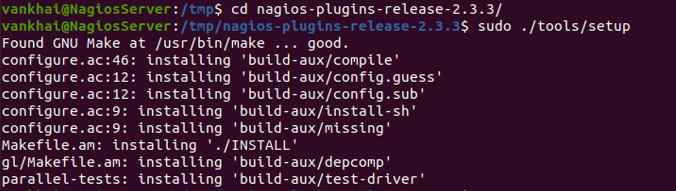 vankhai@NagiosServer:/tmp$ cd nagios-plugins-release-2.3.3/
vankhai@NagiosServer:/tmp/nagios-plugins-release-2.3.3$ sudo ./tools/setup
Found GNU Make at /usr/bin/make ... good.
configure.ac:46: installing 'build-aux/compile'
configure.ac:12: installing 'build-aux/config.guess'
configure.ac:12: installing 'build-aux/config.sub'
configure.ac:9: installing 'build-aux/install-sh'
configure.ac:9: installing 'build-aux/missing'
Makefile.am: installing './INSTALL'
gl/Makefile.am: installing 'build-aux/depcomp'
parallel-tests: installing 'build-aux/test-driver'